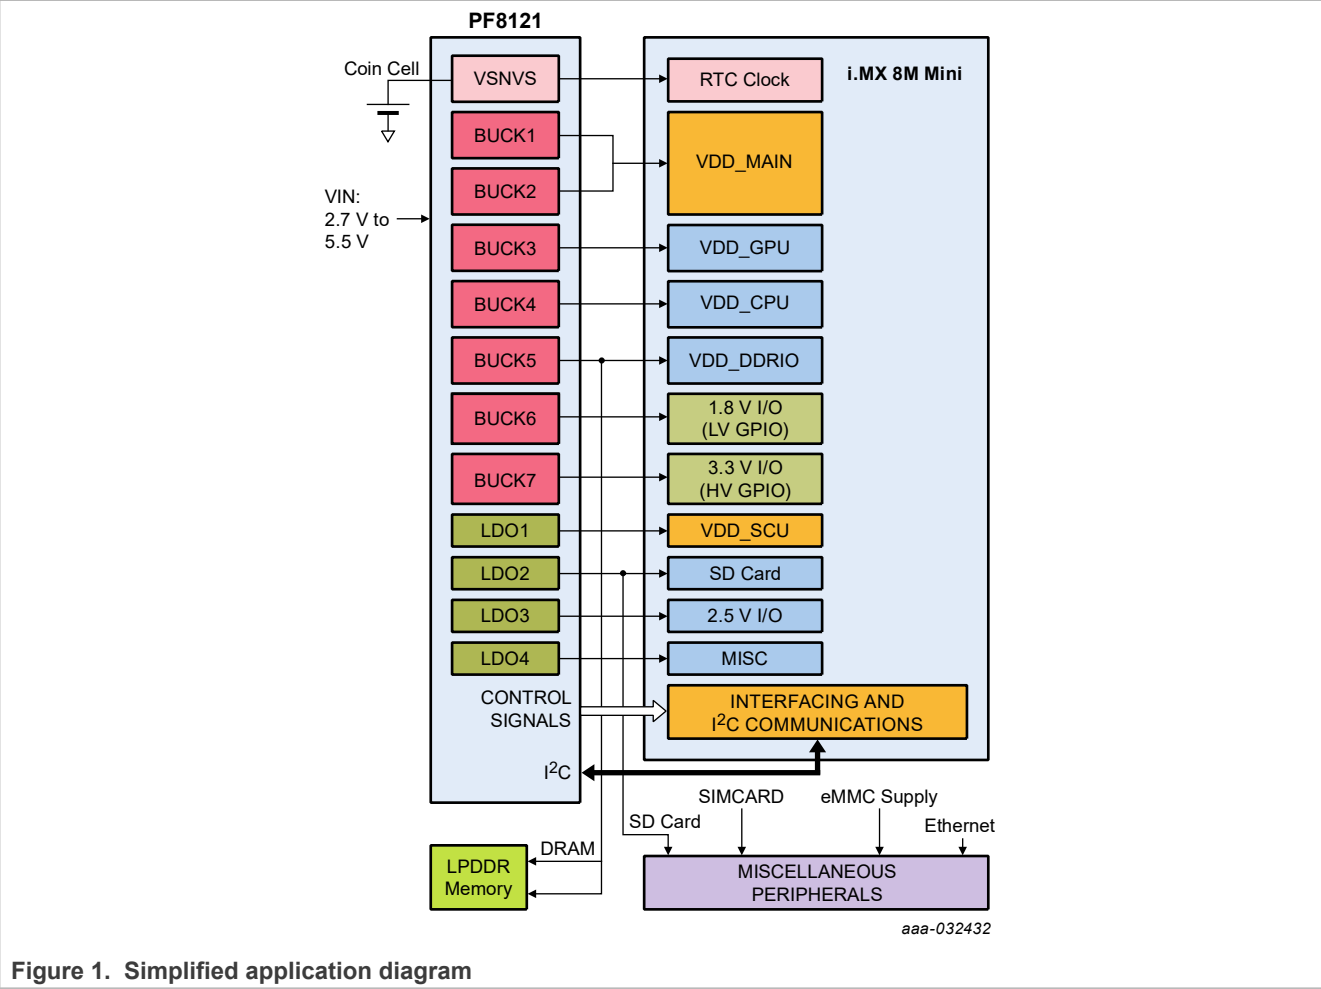 PF8121
Coin Cell
VSNVS
RTC Clock
i.MX 8M Mini
BUCK1
BUCK2
VDD_MAIN
VIN:
2.7 V to
5.5 V
BUCK3
VDD_GPU
BUCK4
VDD_CPU
BUCK5
VDD_DDRIO
BUCK6
1.8 V I/O
(LV GPIO)
BUCK7
3.3 V I/O
(HV GPIO)
LDO1
VDD_SCU
LDO2
SD Card
LDO3
2.5 V I/O
LDO4
MISC
CONTROL
SIGNALS
INTERFACING AND
I2C COMMUNICATIONS
I2C
SIMCARD
eMMC Supply
SD Card
Ethernet
DRAM
LPDDR
Memory
MISCELLANEOUS
PERIPHERALS
aaa-032432
Figure 1. Simplified application diagram